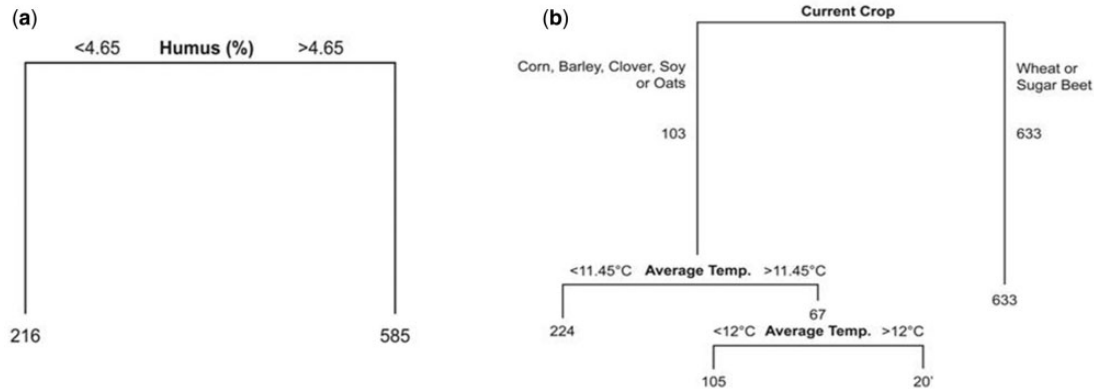 (a)
<4.65 Humus (%) >4.65
216 585
(b)
Current Crop
Corn, Barley, Clover, Soy
or Oats
103
Wheat or
Sugar Beet
633
<11.45°C Average Temp. >11.45°C
224 67 633
<12°C Average Temp. >12°C
105 20'